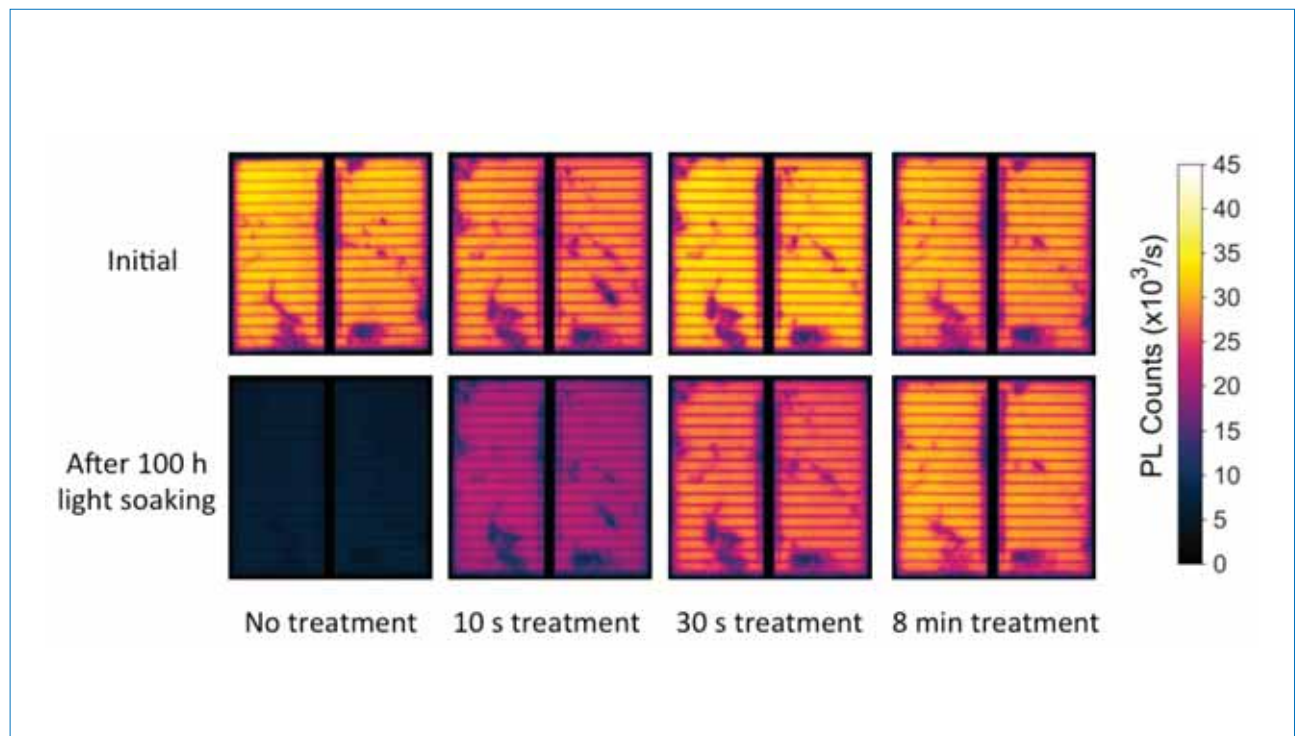 Initial
After 100 h
light soaking
No treatment
10 s treatment
30 s treatment
8 min treatment
45
40
35
30
25
20
15
10
5
0
PL Counts (x10³/s)